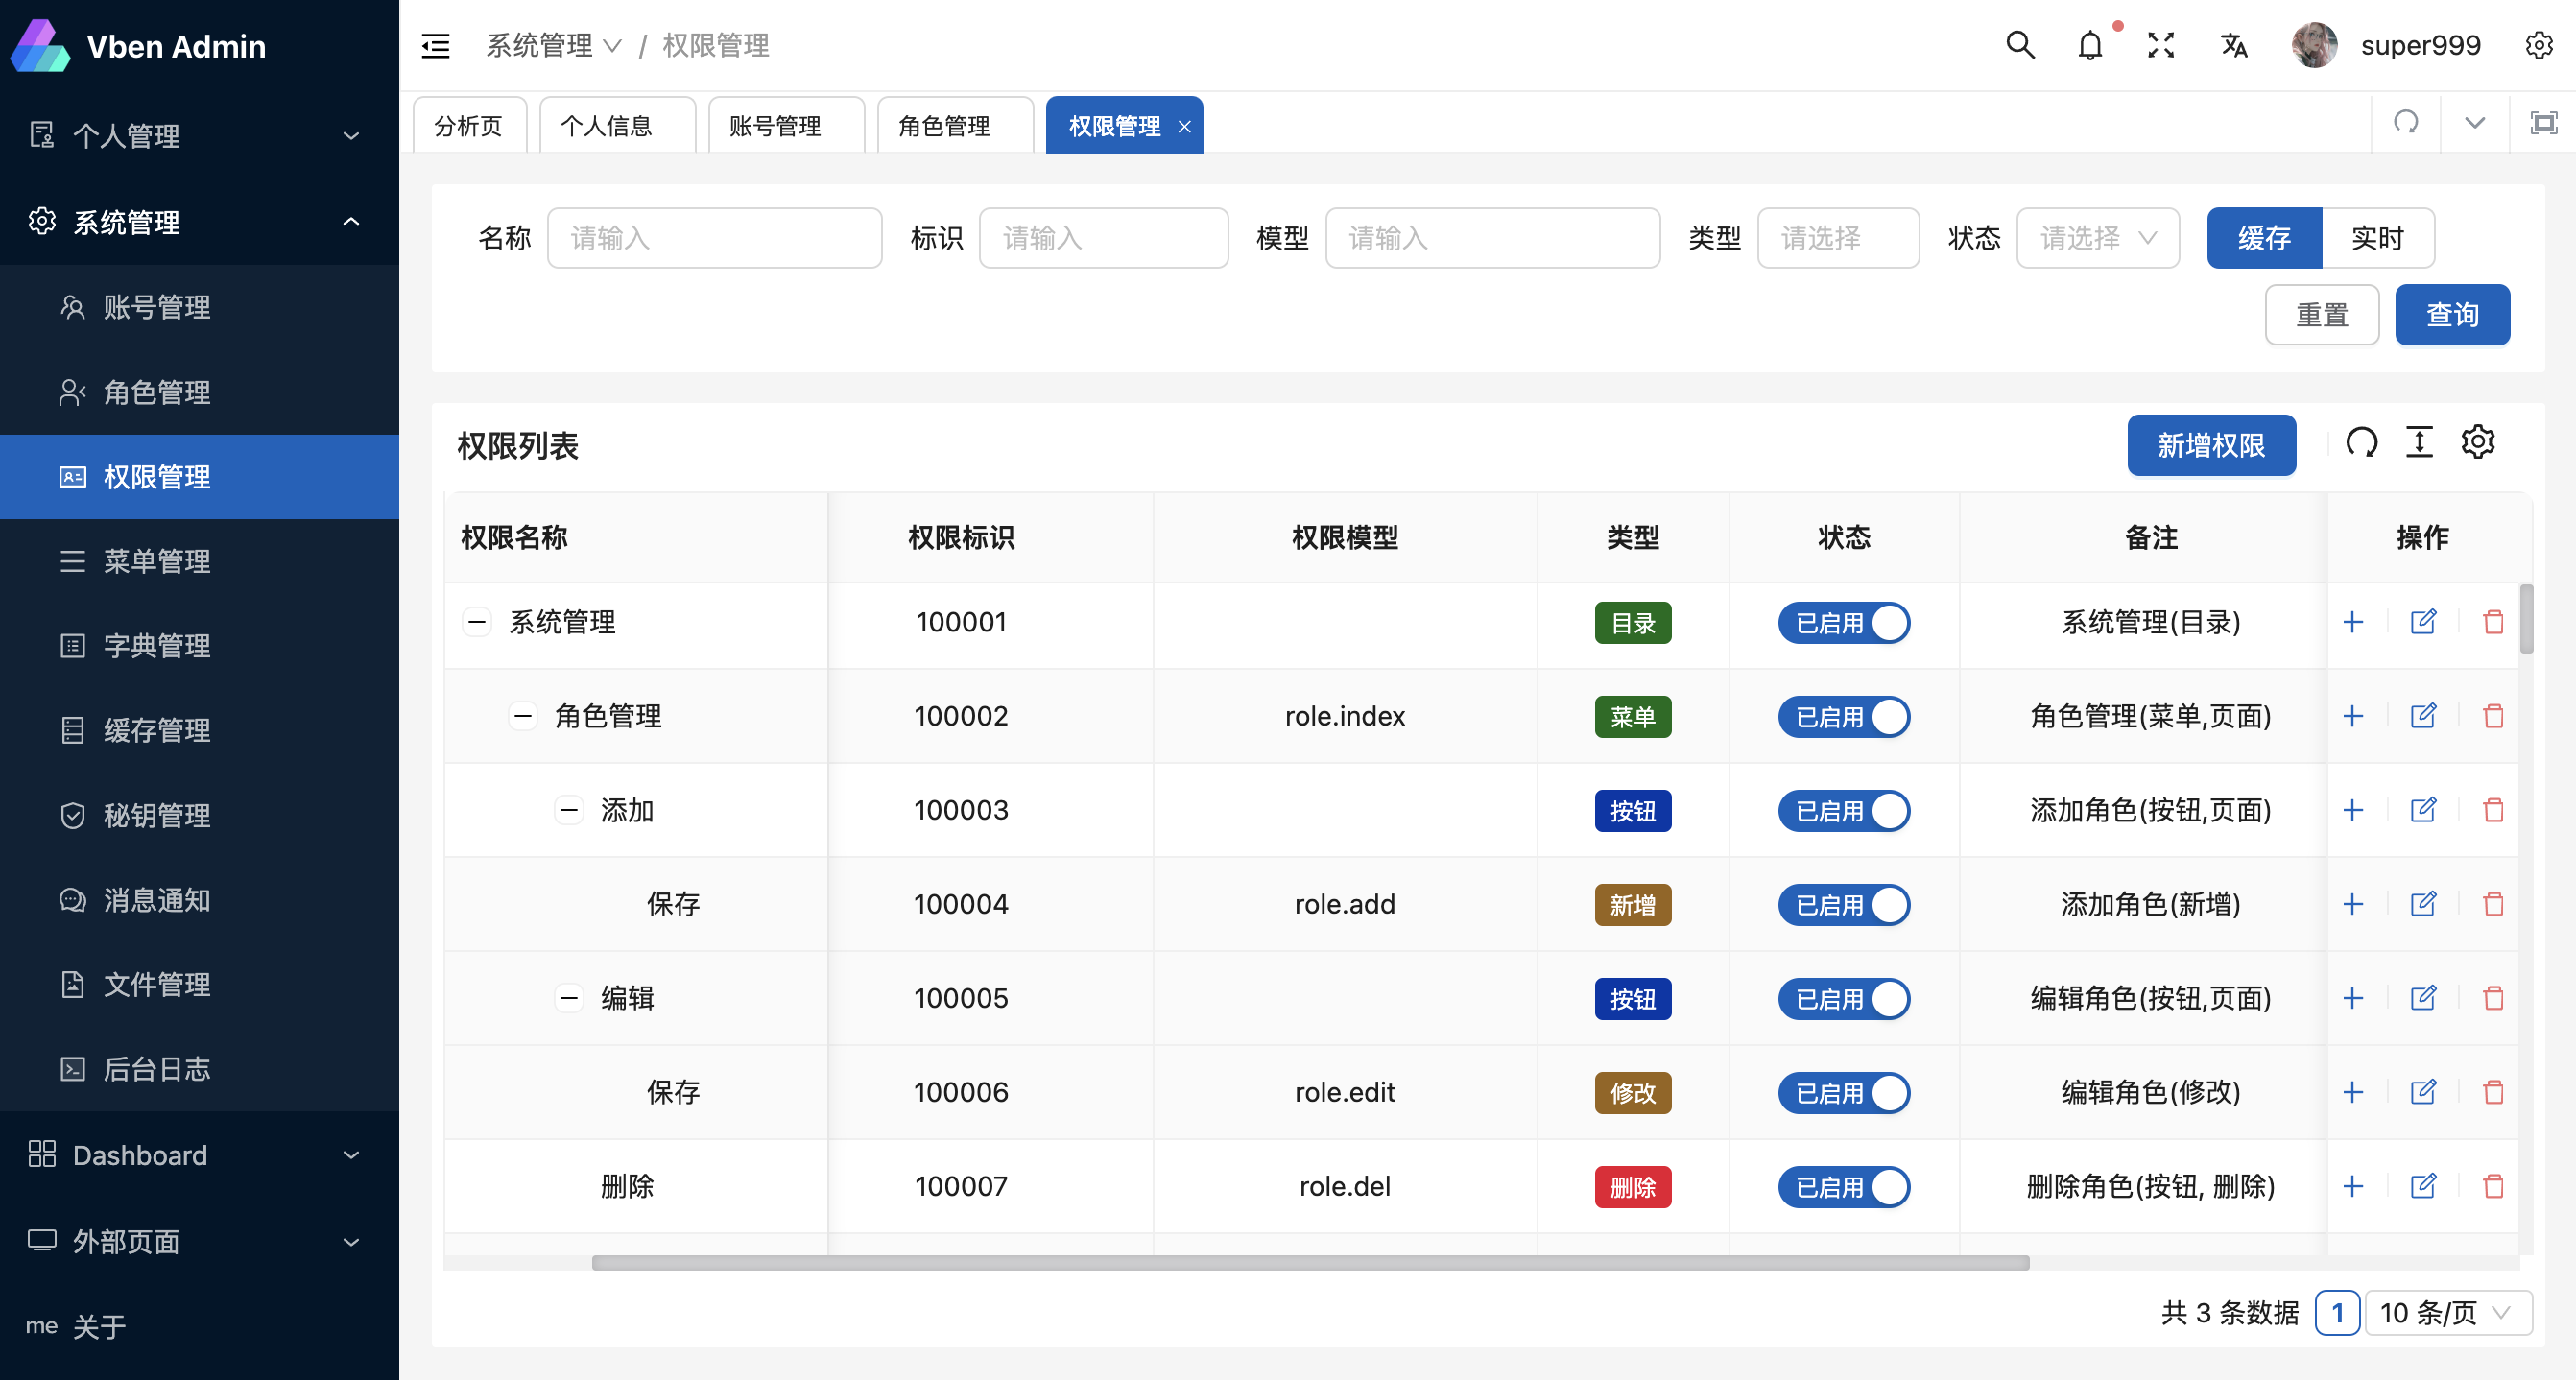 Vben Admin
个人管理
系统管理
账号管理
角色管理
权限管理
菜单管理
字典管理
缓存管理
秘钥管理
消息通知
文件管理
后台日志
Dashboard
外部页面
me 关于
系统管理 / 权限管理
super999
分析页 个人信息 账号管理 角色管理 权限管理
名称 请输入 标识 请输入 模型 请输入 类型 请选择 状态 请选择 缓存 实时
重置 查询
权限列表 新增权限
权限名称 权限标识 权限模型 类型 状态 备注 操作
系统管理 100001 目录 已启用 系统管理(目录)
角色管理 100002 role.index 菜单 已启用 角色管理(菜单,页面)
添加 100003 按钮 已启用 添加角色(按钮,页面)
保存 100004 role.add 新增 已启用 添加角色(新增)
编辑 100005 按钮 已启用 编辑角色(按钮,页面)
保存 100006 role.edit 修改 已启用 编辑角色(修改)
删除 100007 role.del 删除 已启用 删除角色(按钮, 删除)
共 3 条数据 1 10 条/页